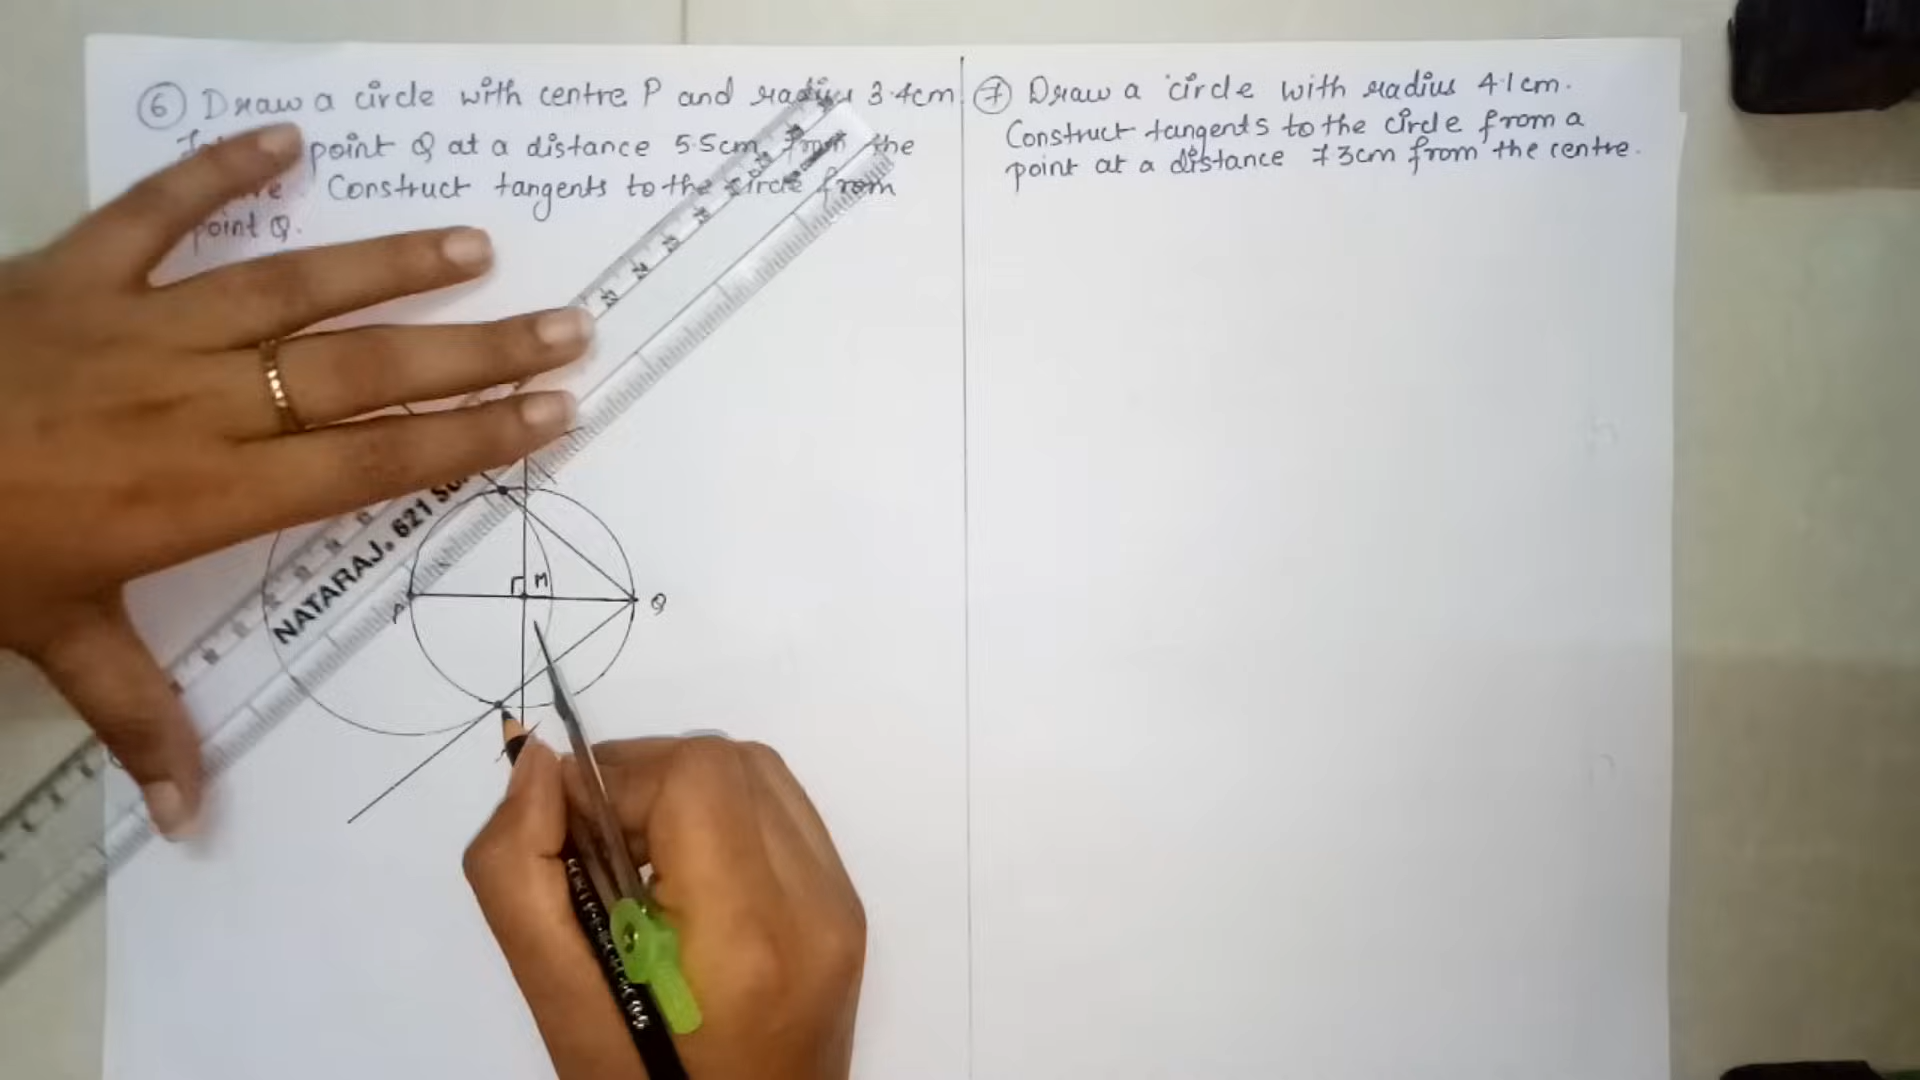 6 Draw a circle with centre P and radius 3.4cm
point Q at a distance 5.5cm from the
Construct tangents to the circle from
point Q.
7 Draw a circle with radius 4.1cm.
Construct tangents to the circle from a
point at a distance 7.3cm from the centre.
NATARAJ. 621
M
P
Q